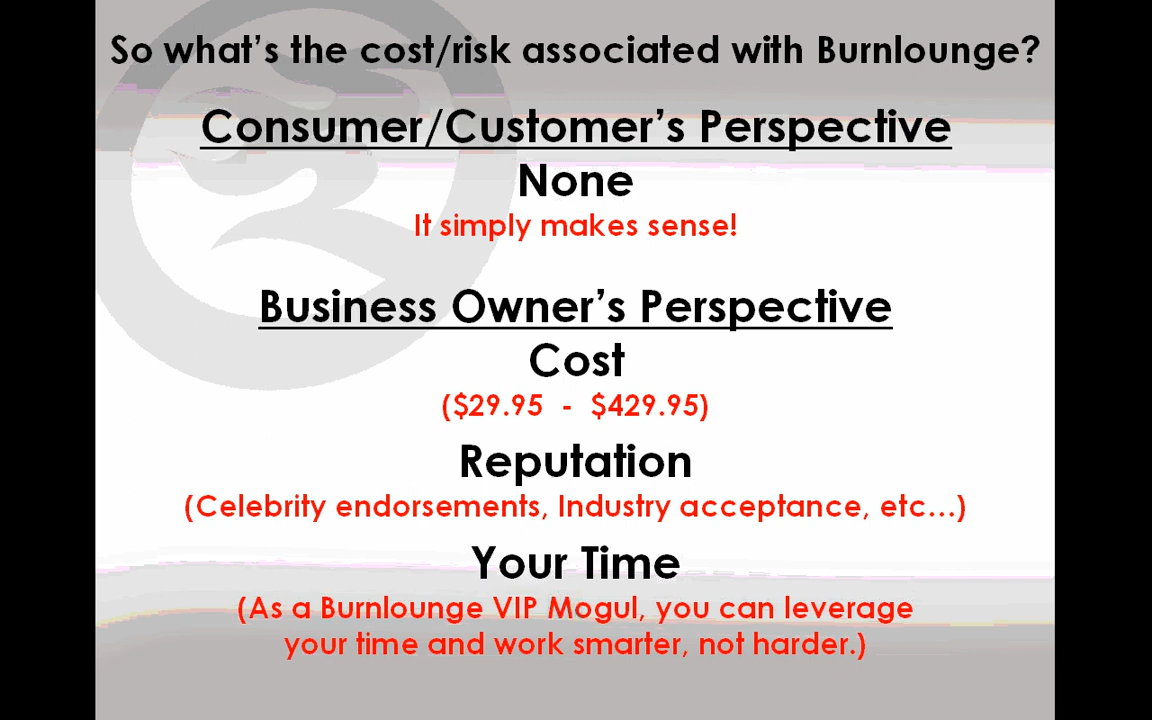 So what's the cost/risk associated with Burnlounge?
Consumer/Customer's Perspective
None
It simply makes sense!
Business Owner's Perspective
Cost
($29.95 - $429.95)
Reputation
(Celebrity endorsements, Industry acceptance, etc...)
Your Time
(As a Burnlounge VIP Mogul, you can leverage
your time and work smarter, not harder.)